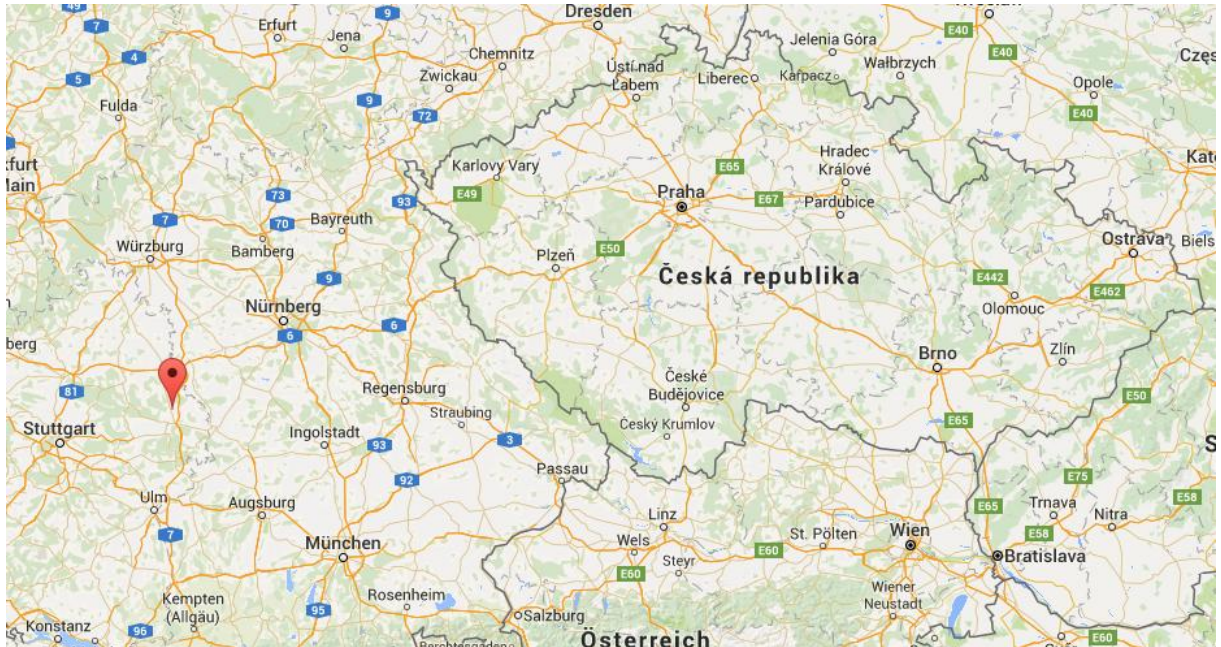 49
7
Erfurt
Jena
9
Dresden
E40
Jelenia Góra
Wałbrzych
4
5
Chemnitz
Zwickau
Ústí nad
Labem
Liberec
Karpacz
Opole
E40
Fulda
9
72
Karlovy Vary
E49
E65
Hradec
Králové
73
93
Praha
E67
Pardubice
7
70
Bayreuth
Würzburg
Bamberg
Plzeň
E50
Ostrava
Biels
9
Česká republika
E442
E462
Olomouc
Nürnberg
6
6
Brno
Zlín
81
Regensburg
České
Budějovice
E50
Straubing
Český Krumlov
E65
Stuttgart
Ingolstadt
93
3
92
Passau
E75
Ulm
Augsburg
E65
Trnava
E58
Nitra
7
Linz
St. Pölten
Wien
E58
München
Wels
E60
Bratislava
E60
Steyr
Wiener
Neustadt
Kempten
(Allgäu)
95
Rosenheim
Salzburg
Konstanz
96
Österreich
E60